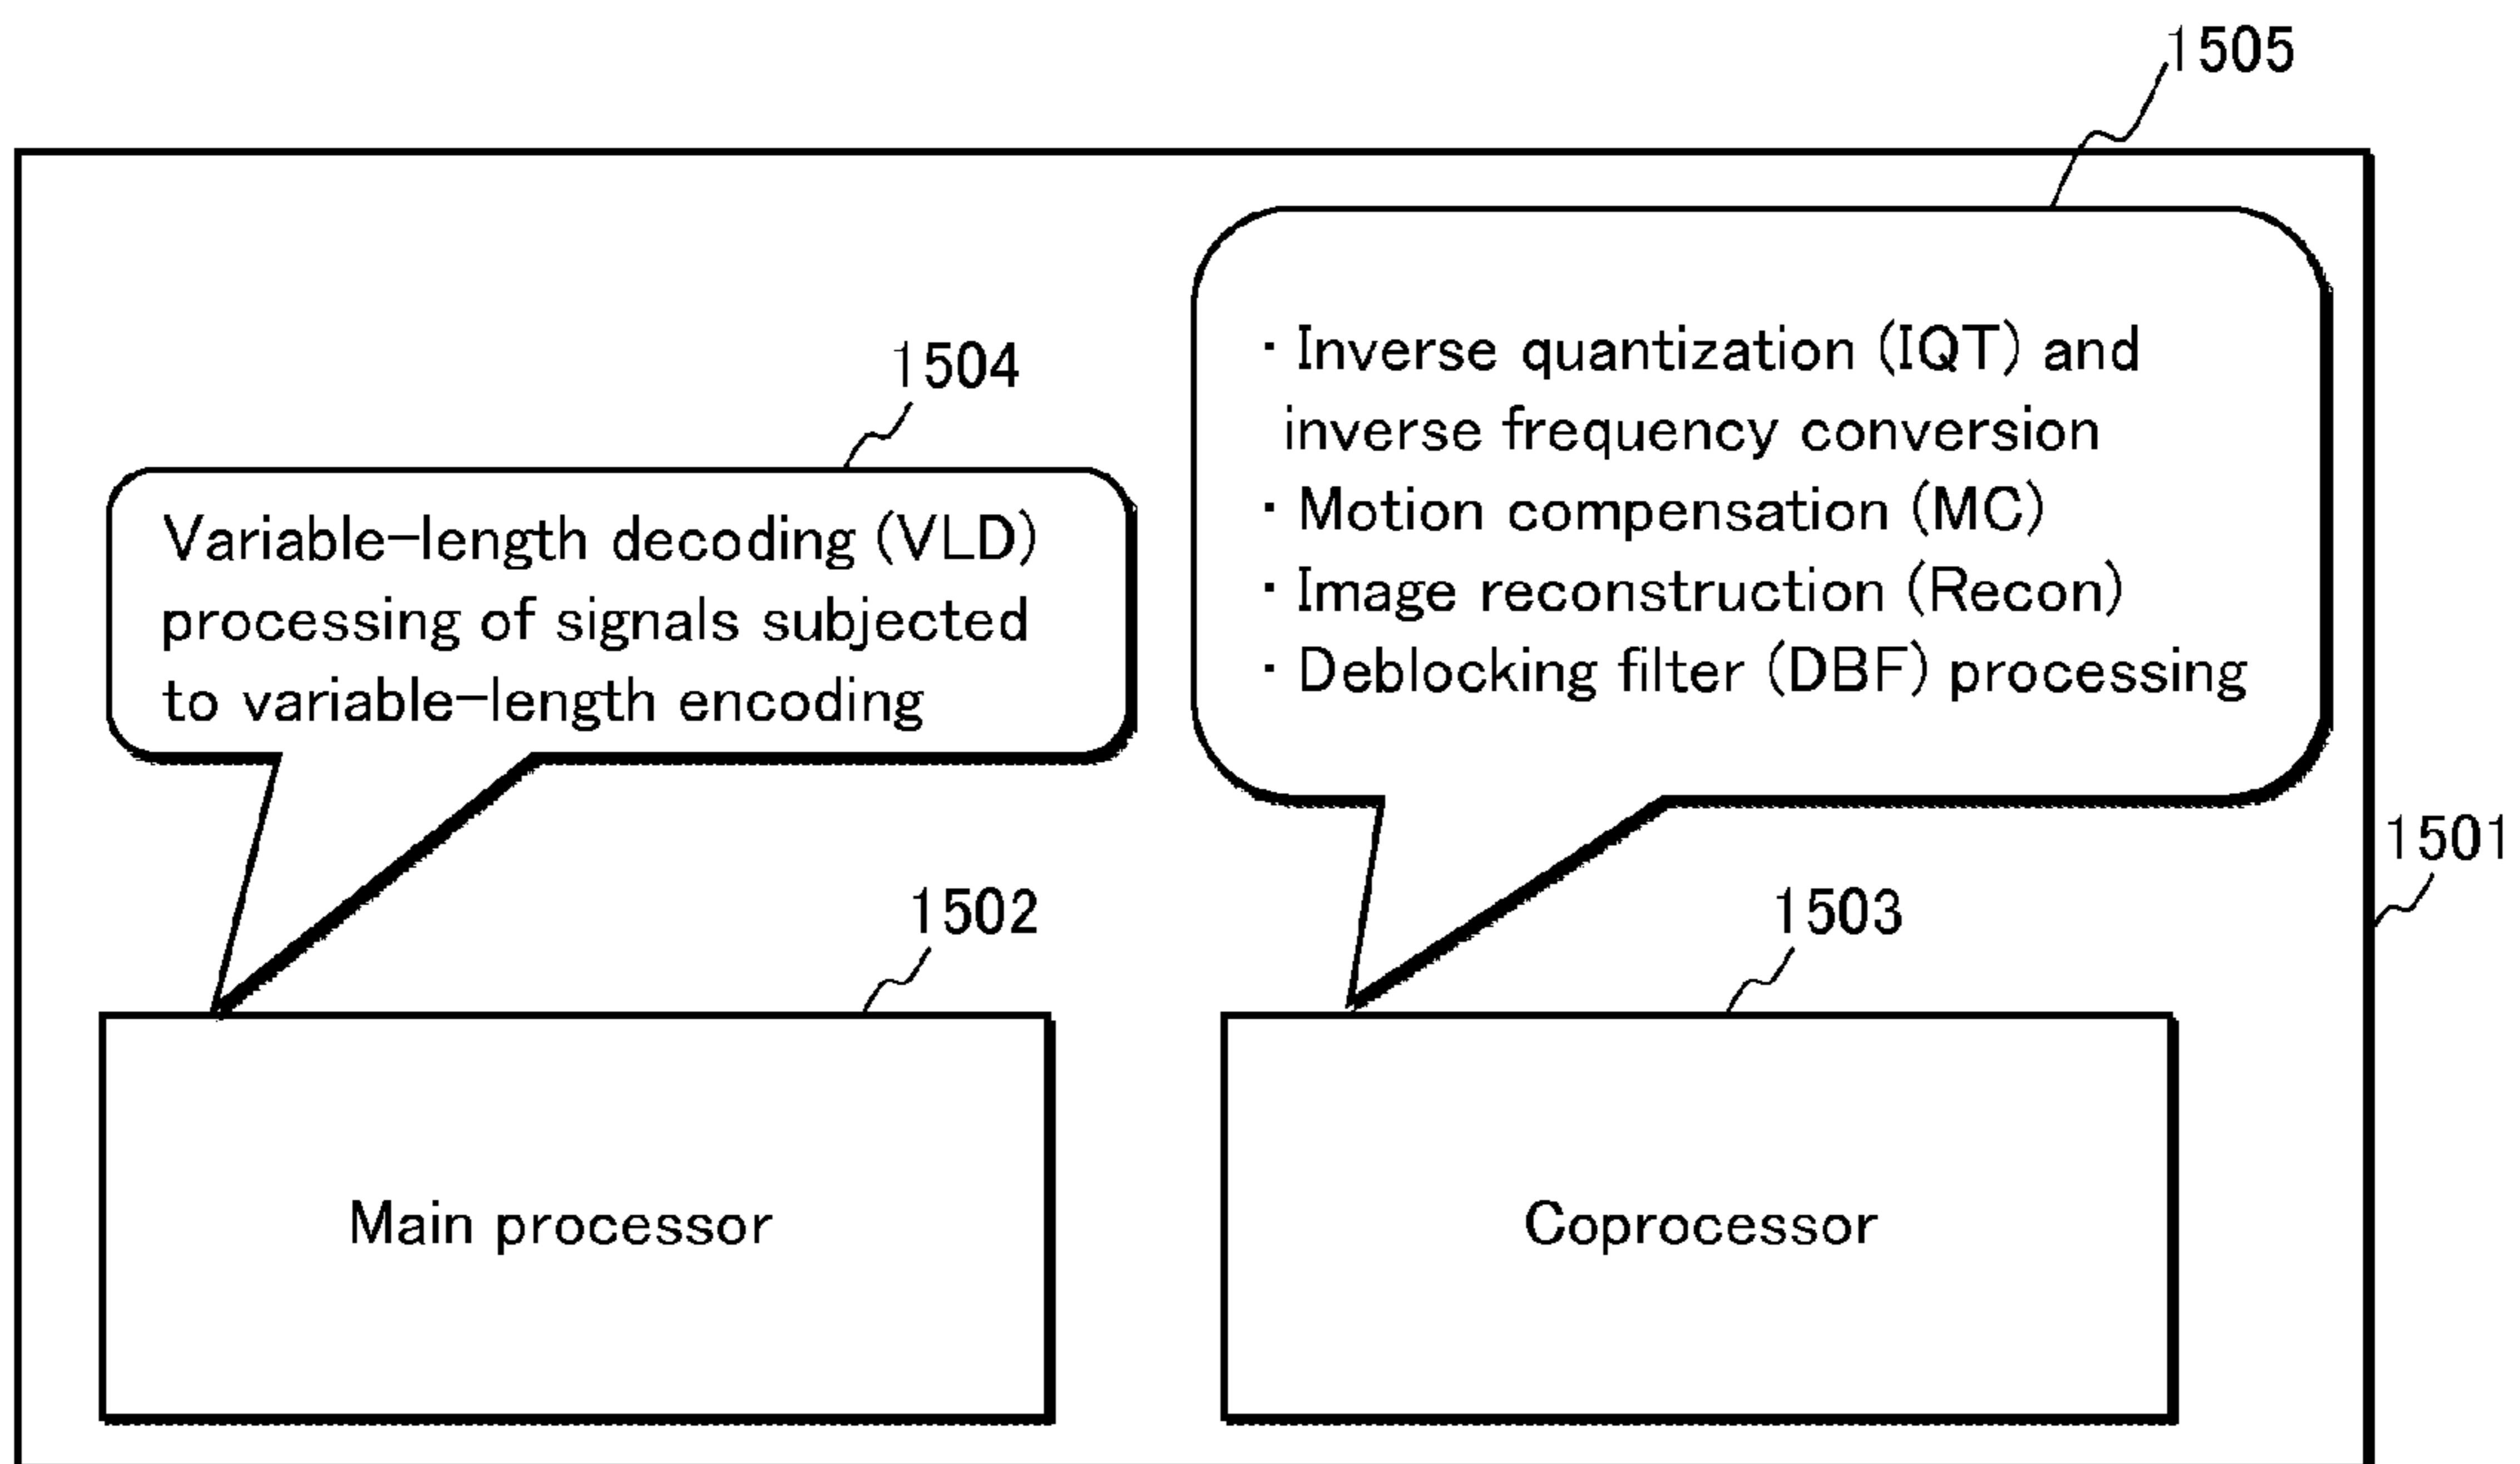 1505
1504
・Inverse quantization (IQT) and
inverse frequency conversion
・Motion compensation (MC)
・Image reconstruction (Recon)
・Deblocking filter (DBF) processing
Variable-length decoding (VLD)
processing of signals subjected
to variable-length encoding
1501
1502
1503
Main processor
Coprocessor